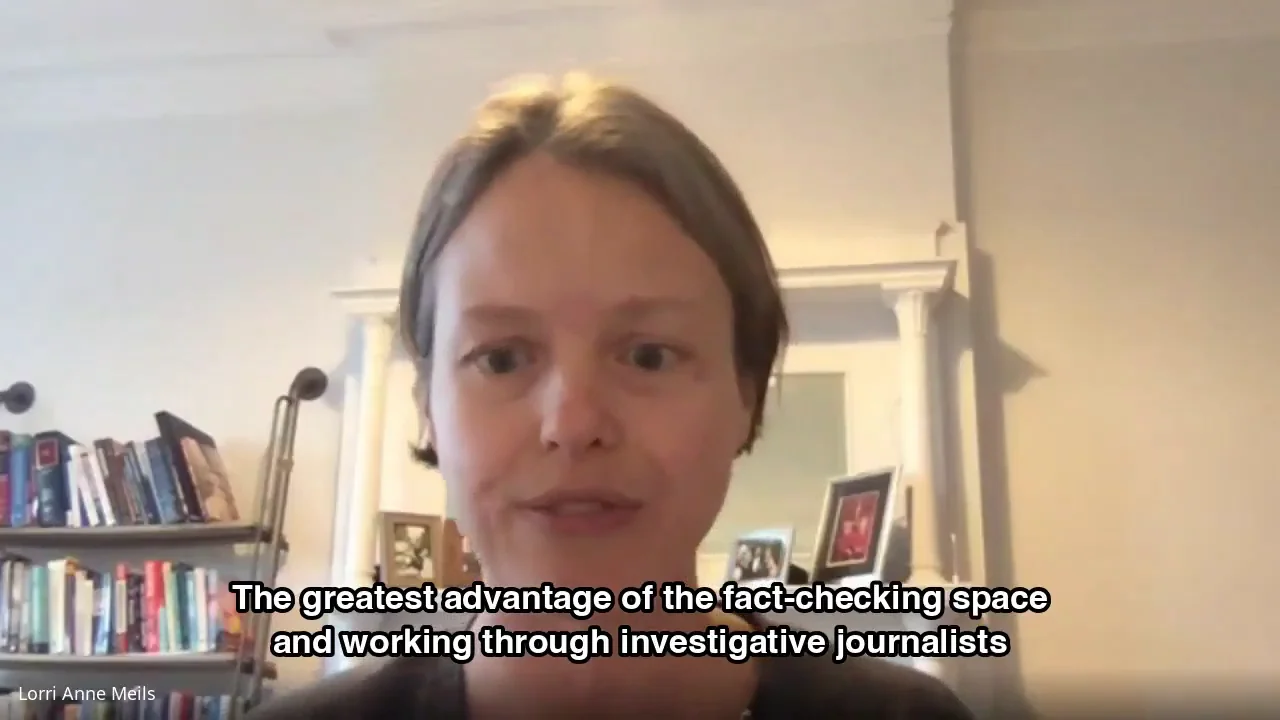 The greatest advantage of the fact-checking space
and working through investigative journalists
Lorri Anne Meils